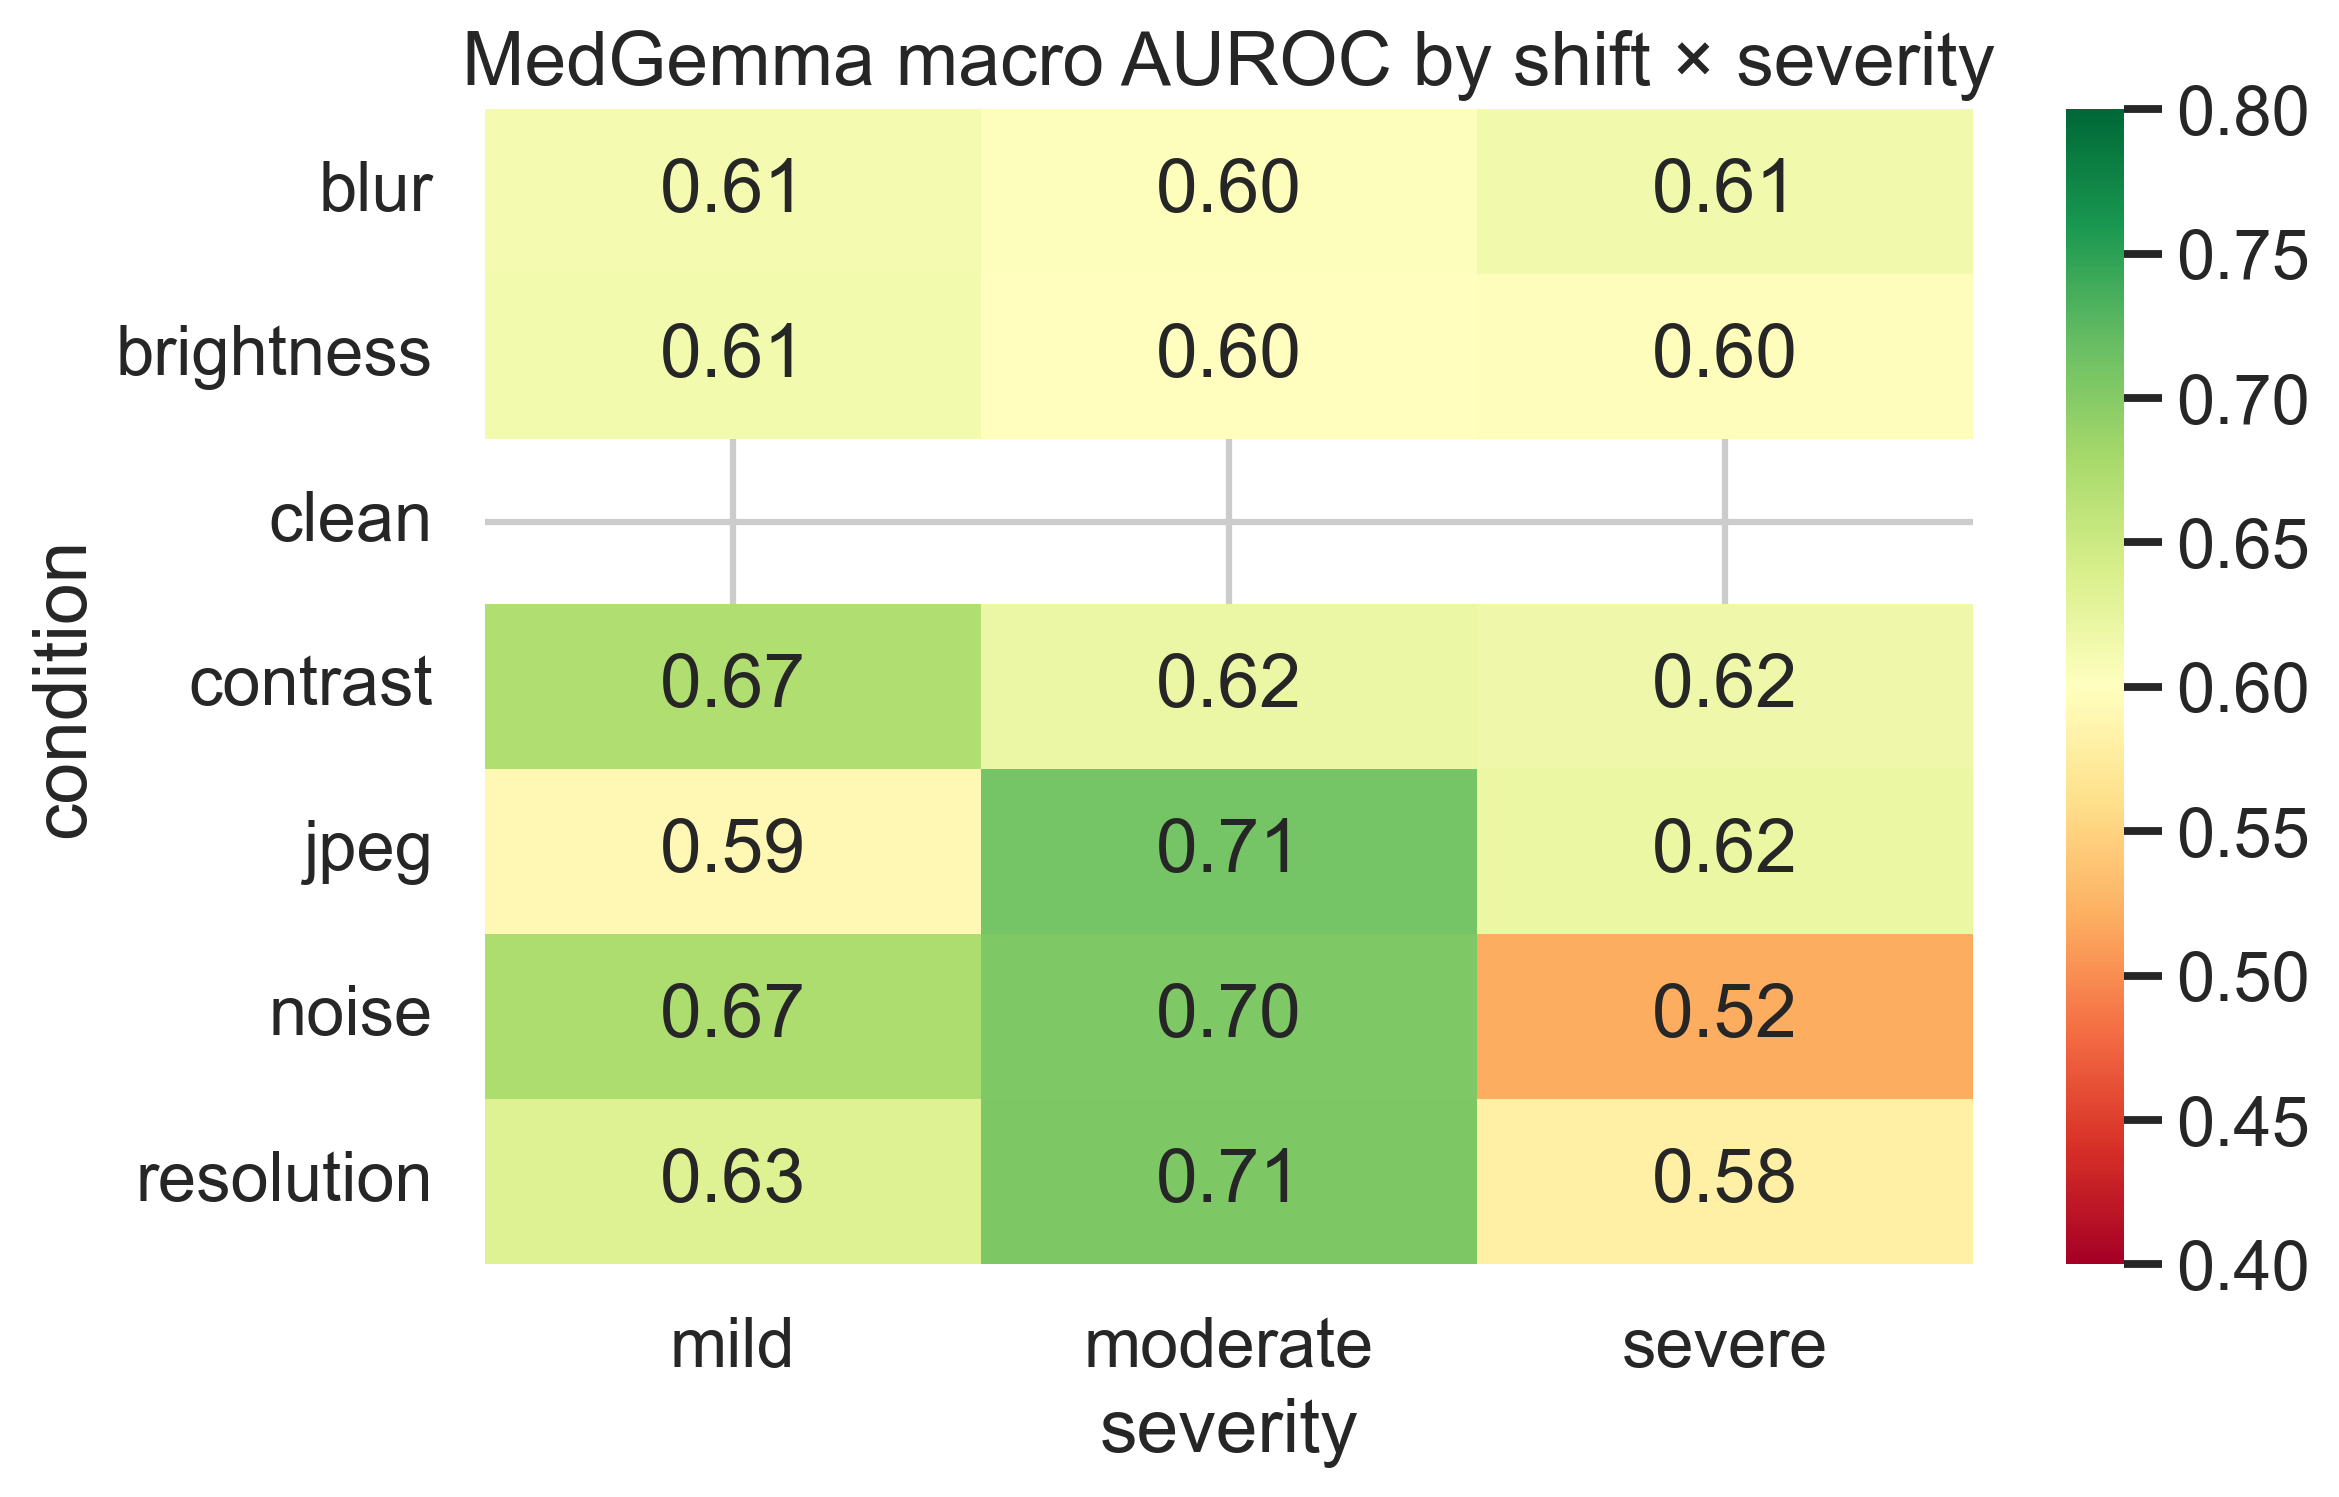 MedGemma macro AUROC by shift × severity
blur 0.61 0.60 0.61
brightness 0.61 0.60 0.60
clean
contrast 0.67 0.62 0.62
jpeg 0.59 0.71 0.62
noise 0.67 0.70 0.52
resolution 0.63 0.71 0.58
mild moderate severe
severity
condition
0.80
0.75
0.70
0.65
0.60
0.55
0.50
0.45
0.40